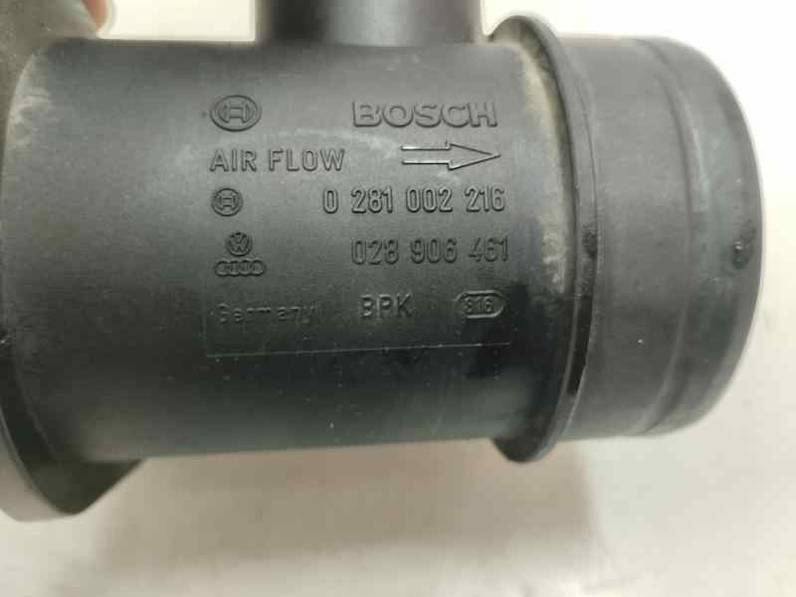 BOSCH
AIR FLOW
0 281 002 216
028 906 461
Germany BPK 816